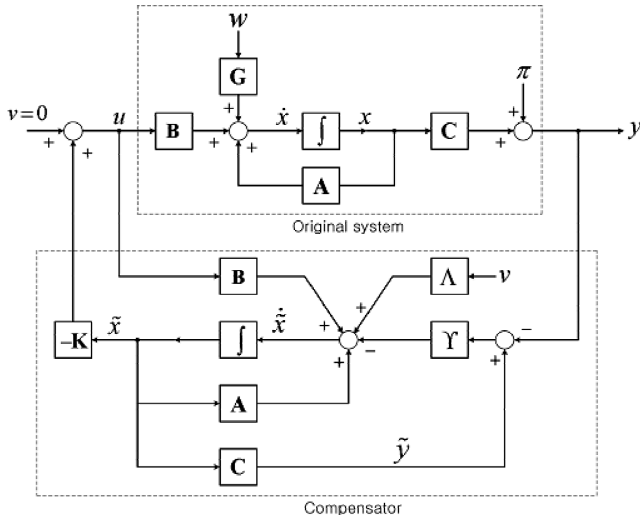 w
G
π
v=0
+
+
u
B
+
+
+
ẋ
∫
x
C
+
+
y
A
Original system
B
Λ
v
+
+
x̃
−K
∫
x̃̇
−
+
Υ
−
+
A
C
ỹ
Compensator